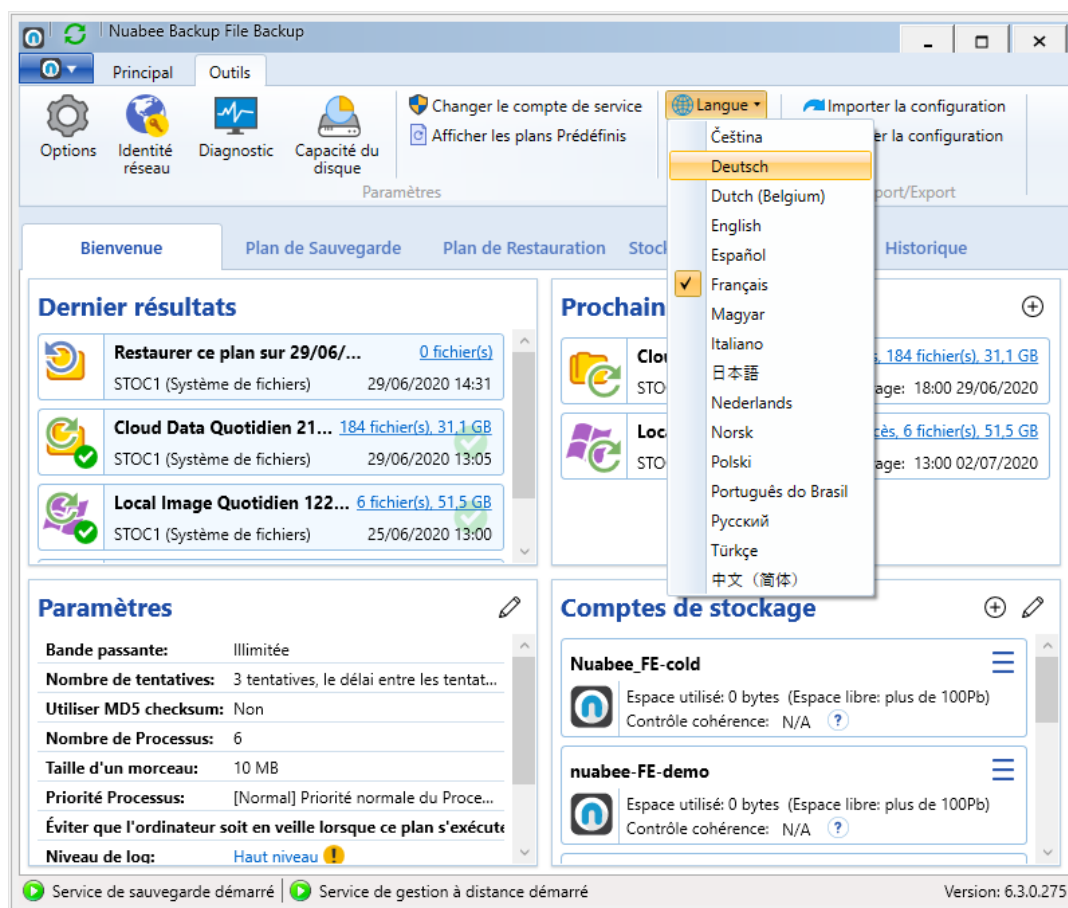 Nuabee Backup File Backup
Principal Outils
Options
Identité réseau
Diagnostic
Capacité du disque
Changer le compte de service
Afficher les plans Prédéfinis
Paramètres
Langue
Importer la configuration
er la configuration
port/Export
Čeština
Deutsch
Dutch (Belgium)
English
Español
Français
Magyar
Italiano
日本語
Nederlands
Norsk
Polski
Português do Brasil
Русский
Türkçe
中文（简体）
Bienvenue Plan de Sauvegarde Plan de Restauration Stock Historique
Dernier résultats
Restaurer ce plan sur 29/06/... 0 fichier(s)
STOC1 (Système de fichiers) 29/06/2020 14:31
Cloud Data Quotidien 21... 184 fichier(s), 31,1 GB
STOC1 (Système de fichiers) 29/06/2020 13:05
Local Image Quotidien 122... 6 fichier(s), 51,5 GB
STOC1 (Système de fichiers) 25/06/2020 13:00
Prochain
Clou s, 184 fichier(s), 31,1 GB
STO age: 18:00 29/06/2020
Loc cès, 6 fichier(s), 51,5 GB
STO age: 13:00 02/07/2020
Paramètres
Bande passante: Illimitée
Nombre de tentatives: 3 tentatives, le délai entre les tentat...
Utiliser MD5 checksum: Non
Nombre de Processus: 6
Taille d'un morceau: 10 MB
Priorité Processus: [Normal] Priorité normale du Proce...
Éviter que l'ordinateur soit en veille lorsque ce plan s'exécute
Niveau de log: Haut niveau
Comptes de stockage
Nuabee_FE-cold
Espace utilisé: 0 bytes (Espace libre: plus de 100Pb)
Contrôle cohérence: N/A ?
nuabee-FE-demo
Espace utilisé: 0 bytes (Espace libre: plus de 100Pb)
Contrôle cohérence: N/A ?
Service de sauvegarde démarré Service de gestion à distance démarré Version: 6.3.0.275